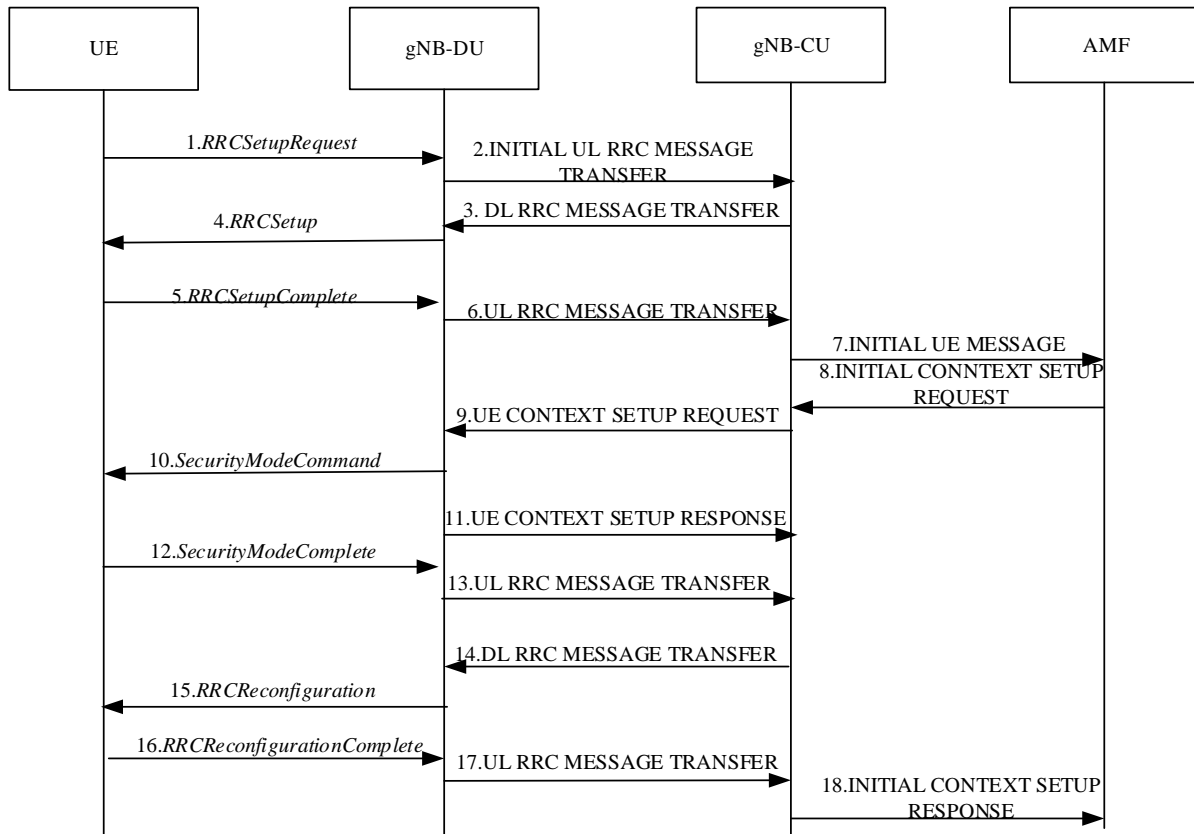 UE
gNB-DU
gNB-CU
AMF
1.RRCSetupRequest
2.INITIAL UL RRC MESSAGE
TRANSFER
3. DL RRC MESSAGE TRANSFER
4.RRCSetup
5.RRCSetupComplete
6.UL RRC MESSAGE TRANSFER
7.INITIAL UE MESSAGE
8.INITIAL CONNTEXT SETUP
REQUEST
9.UE CONTEXT SETUP REQUEST
10.SecurityModeCommand
11.UE CONTEXT SETUP RESPONSE
12.SecurityModeComplete
13.UL RRC MESSAGE TRANSFER
14.DL RRC MESSAGE TRANSFER
15.RRCReconfiguration
16.RRCReconfigurationComplete
17.UL RRC MESSAGE TRANSFER
18.INITIAL CONTEXT SETUP
RESPONSE